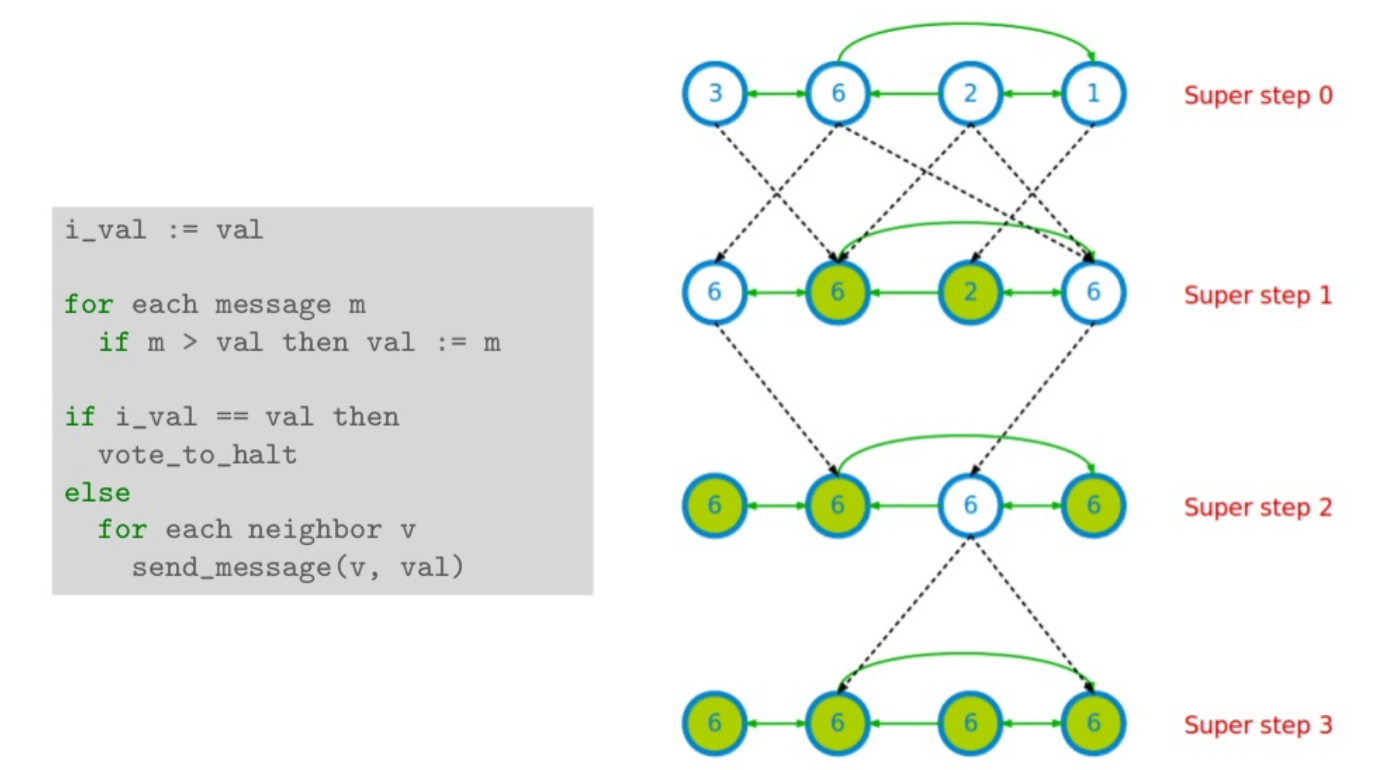 i_val := val
for each message m
if m > val then val := m
if i_val == val then
vote_to_halt
else
for each neighbor v
send_message(v, val)
3 6 2 1 Super step 0
6 6 2 6 Super step 1
6 6 6 6 Super step 2
6 6 6 6 Super step 3